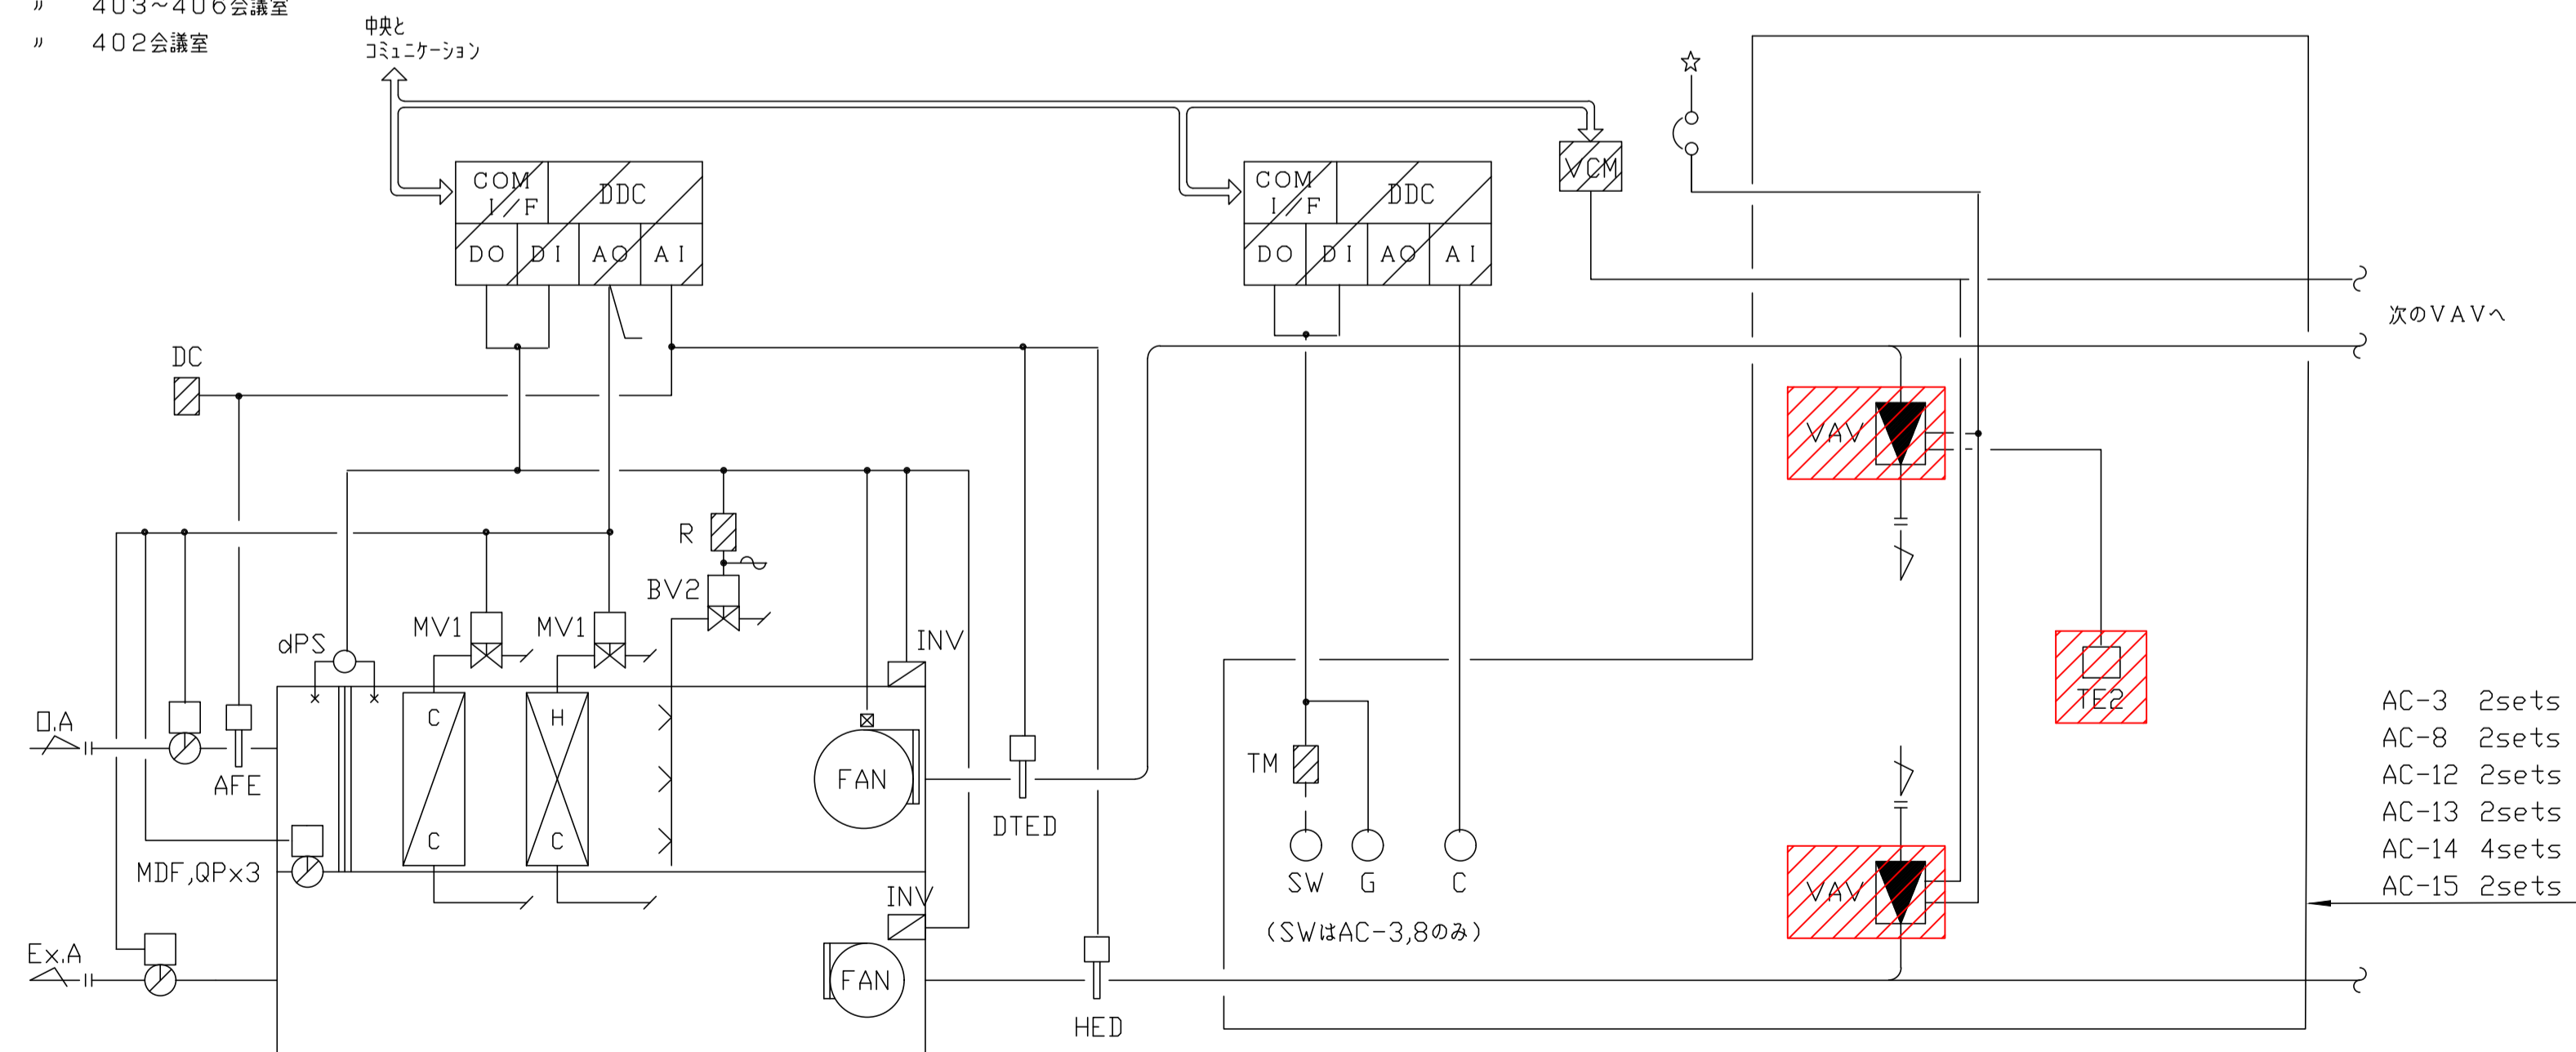 〃 403～406会議室
〃 402会議室
中央と
コミュニケーション
☆
COM
I/F
DDC
DO
DI
AO
AI
COM
I/F
DDC
DO
DI
AO
AI
VCM
次のVAVへ
DC
VAV
R
BV2
MV1
MV1
dPS
INV
O.A
AFE
C
C
H
C
FAN
DTED
TM
TE2
MDF,QPx3
INV
SW
G
C
(SWはAC-3,8のみ)
VAV
Ex.A
FAN
HED
AC-3 2sets
AC-8 2sets
AC-12 2sets
AC-13 2sets
AC-14 4sets
AC-15 2sets